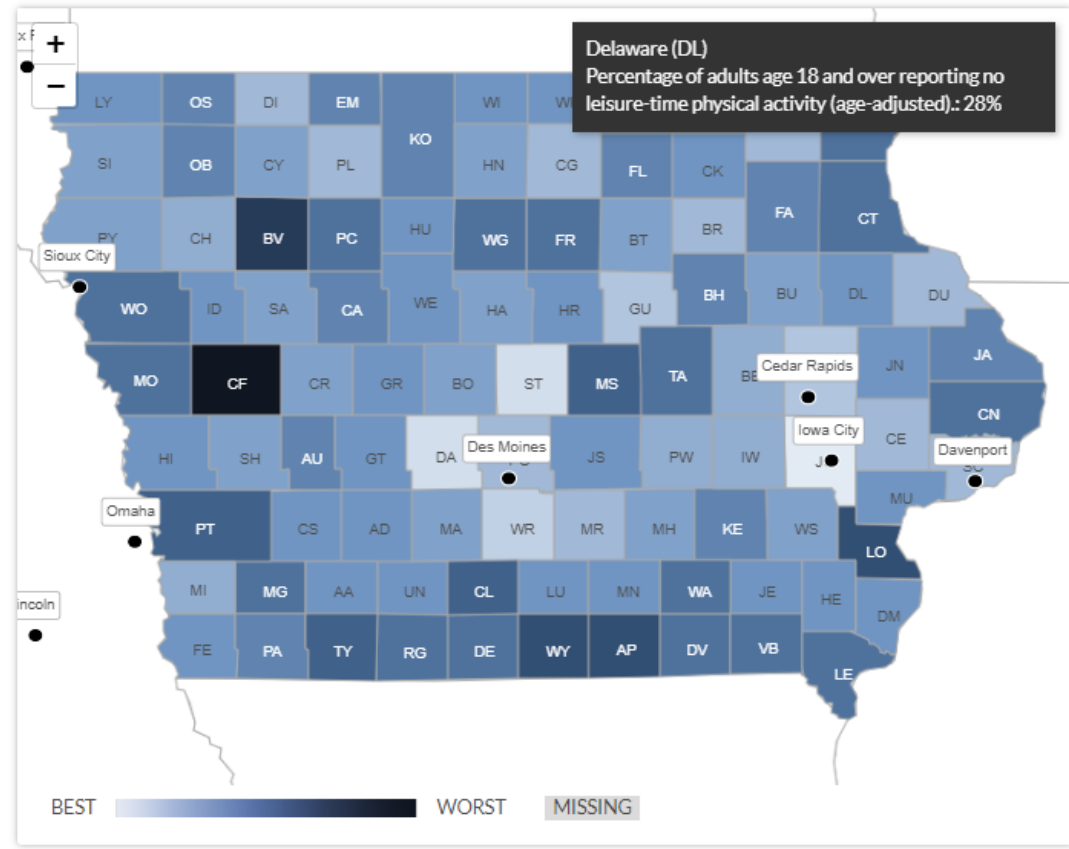 x F
+
−
Delaware (DL)
Percentage of adults age 18 and over reporting no
leisure-time physical activity (age-adjusted).: 28%
LY OS DI EM WI
KO
SI OB CY PL HN CG FL CK
FA CT
PY CH BV PC HU WG FR BT BR
Sioux City
WO ID SA CA WE HA HR GU BH BU DL DU
JA
MO CF CR GR BO ST MS TA Cedar Rapids JN
CN
HI SH AU GT DA Des Moines JS PW IW Iowa City CE Davenport
Omaha
PT CS AD MA WR MR MH KE WS MU
LO
MI MG AA UN CL LU MN WA JE HE DM
incoln
FE PA TY RG DE WY AP DV VB
LE
BEST WORST MISSING